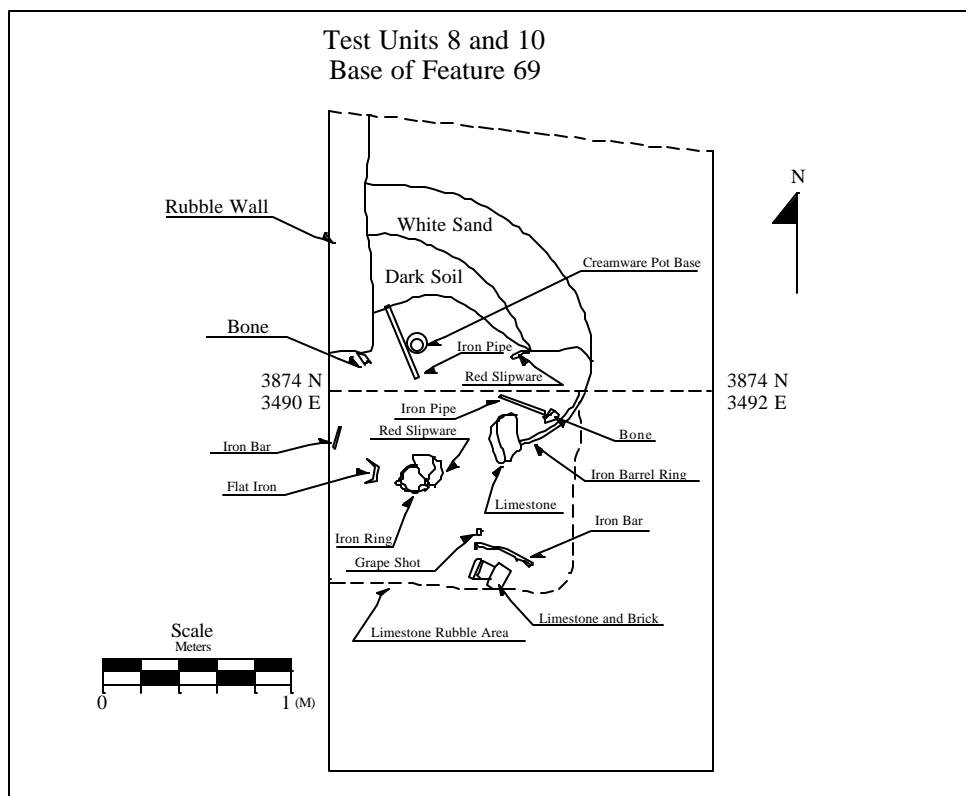 Test Units 8 and 10
Base of Feature 69
N
Rubble Wall
White Sand
Creamware Pot Base
Dark Soil
Bone
Iron Pipe
Red Slipware
3874 N
3490 E
3874 N
3492 E
Iron Pipe
Red Slipware
Bone
Iron Bar
Iron Barrel Ring
Flat Iron
Limestone
Iron Bar
Iron Ring
Grape Shot
Limestone and Brick
Limestone Rubble Area
Scale
Meters
0
1 (M)